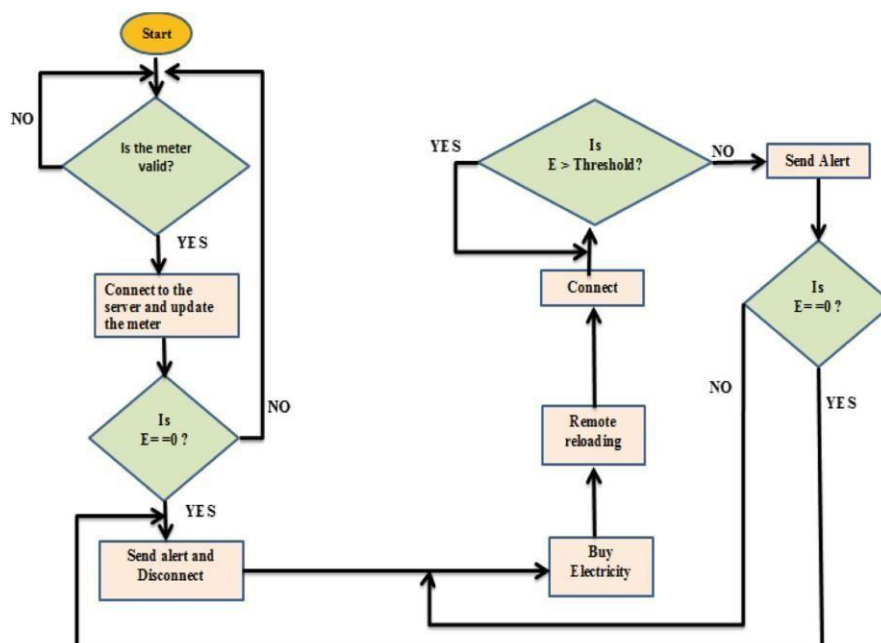 Start
NO
Is the meter
valid?
YES
Connect to the
server and update
the meter
Is
E= =0 ?
NO
YES
Send alert and
Disconnect
Buy
Electricity
Remote
reloading
Connect
YES
Is
E > Threshold?
NO
Send Alert
Is
E= =0 ?
NO
YES